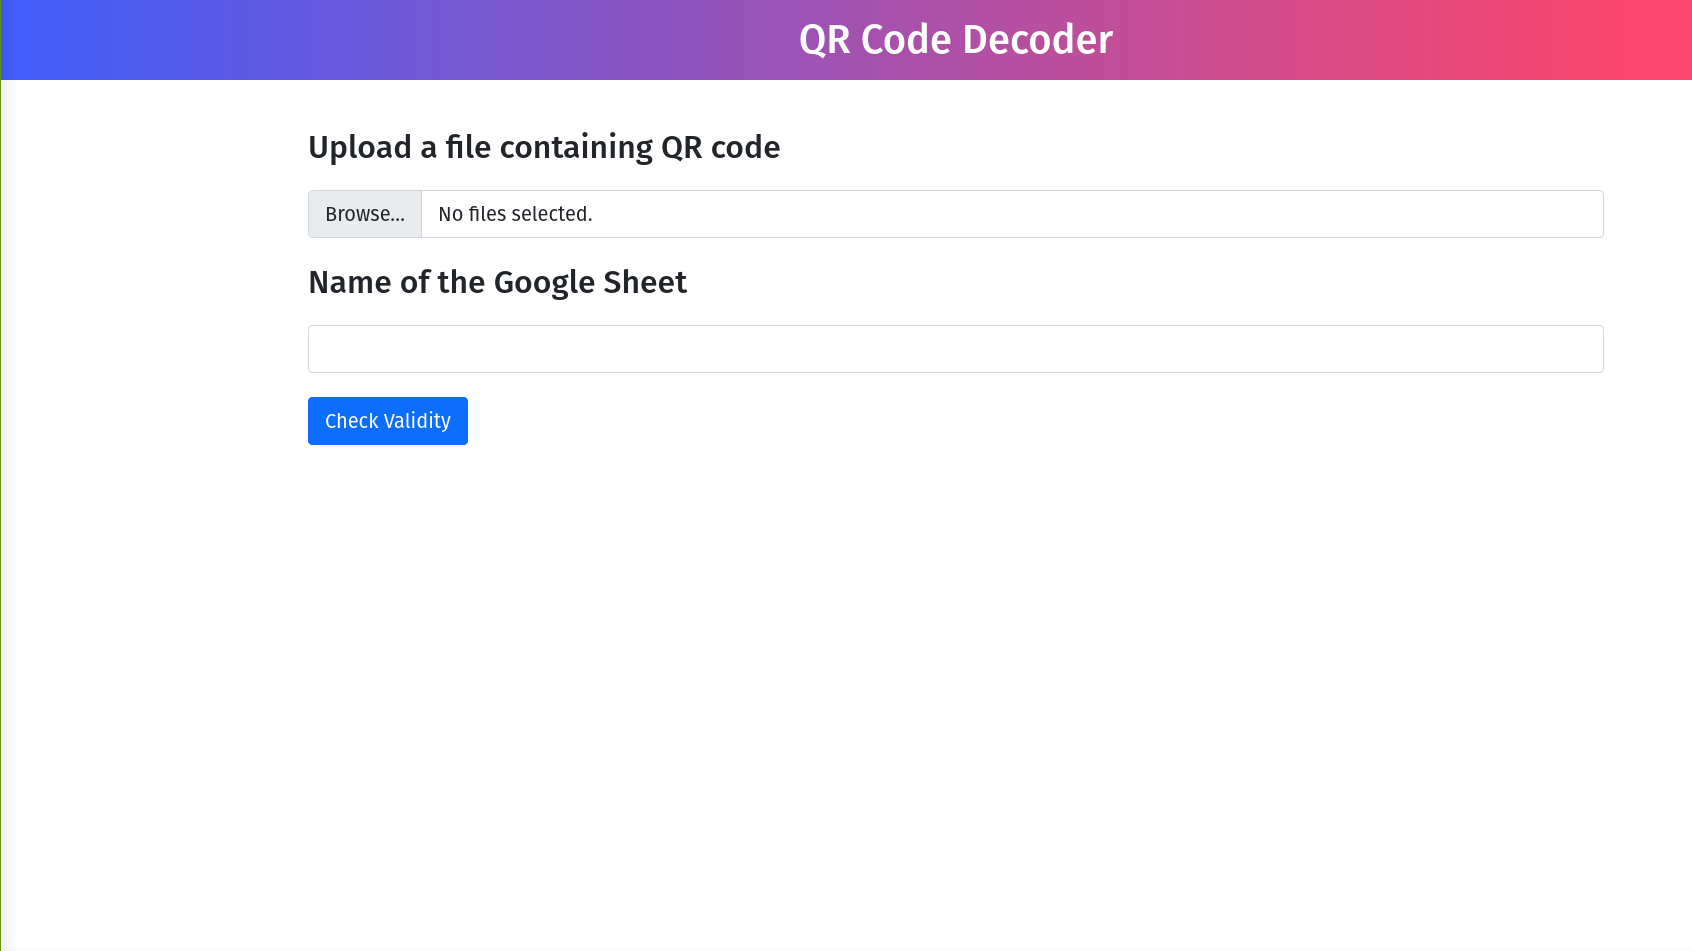 QR Code Decoder
Upload a file containing QR code
Browse... No files selected.
Name of the Google Sheet
Check Validity